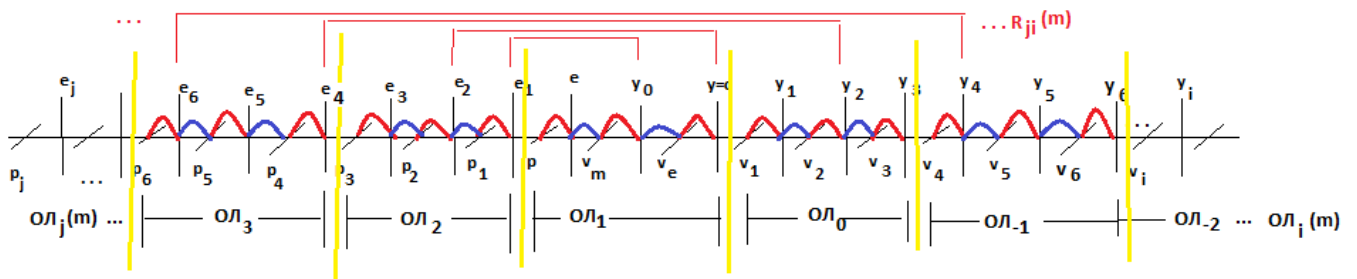 ... ... R_ji (m)
e_j e_6 e_5 e_4 e_3 e_2 e_1 e y_0 y=c y_1 y_2 y_3 y_4 y_5 y_6 .. y_i
p_j ... p_6 p_5 p_4 p_3 p_2 p_1 p v_m v_e v_1 v_2 v_3 v_4 v_5 v_6 v_i
ОЛ_j(m) ... ОЛ_3 ОЛ_2 ОЛ_1 ОЛ_0 ОЛ_-1 ОЛ_-2 ... ОЛ_i(m)